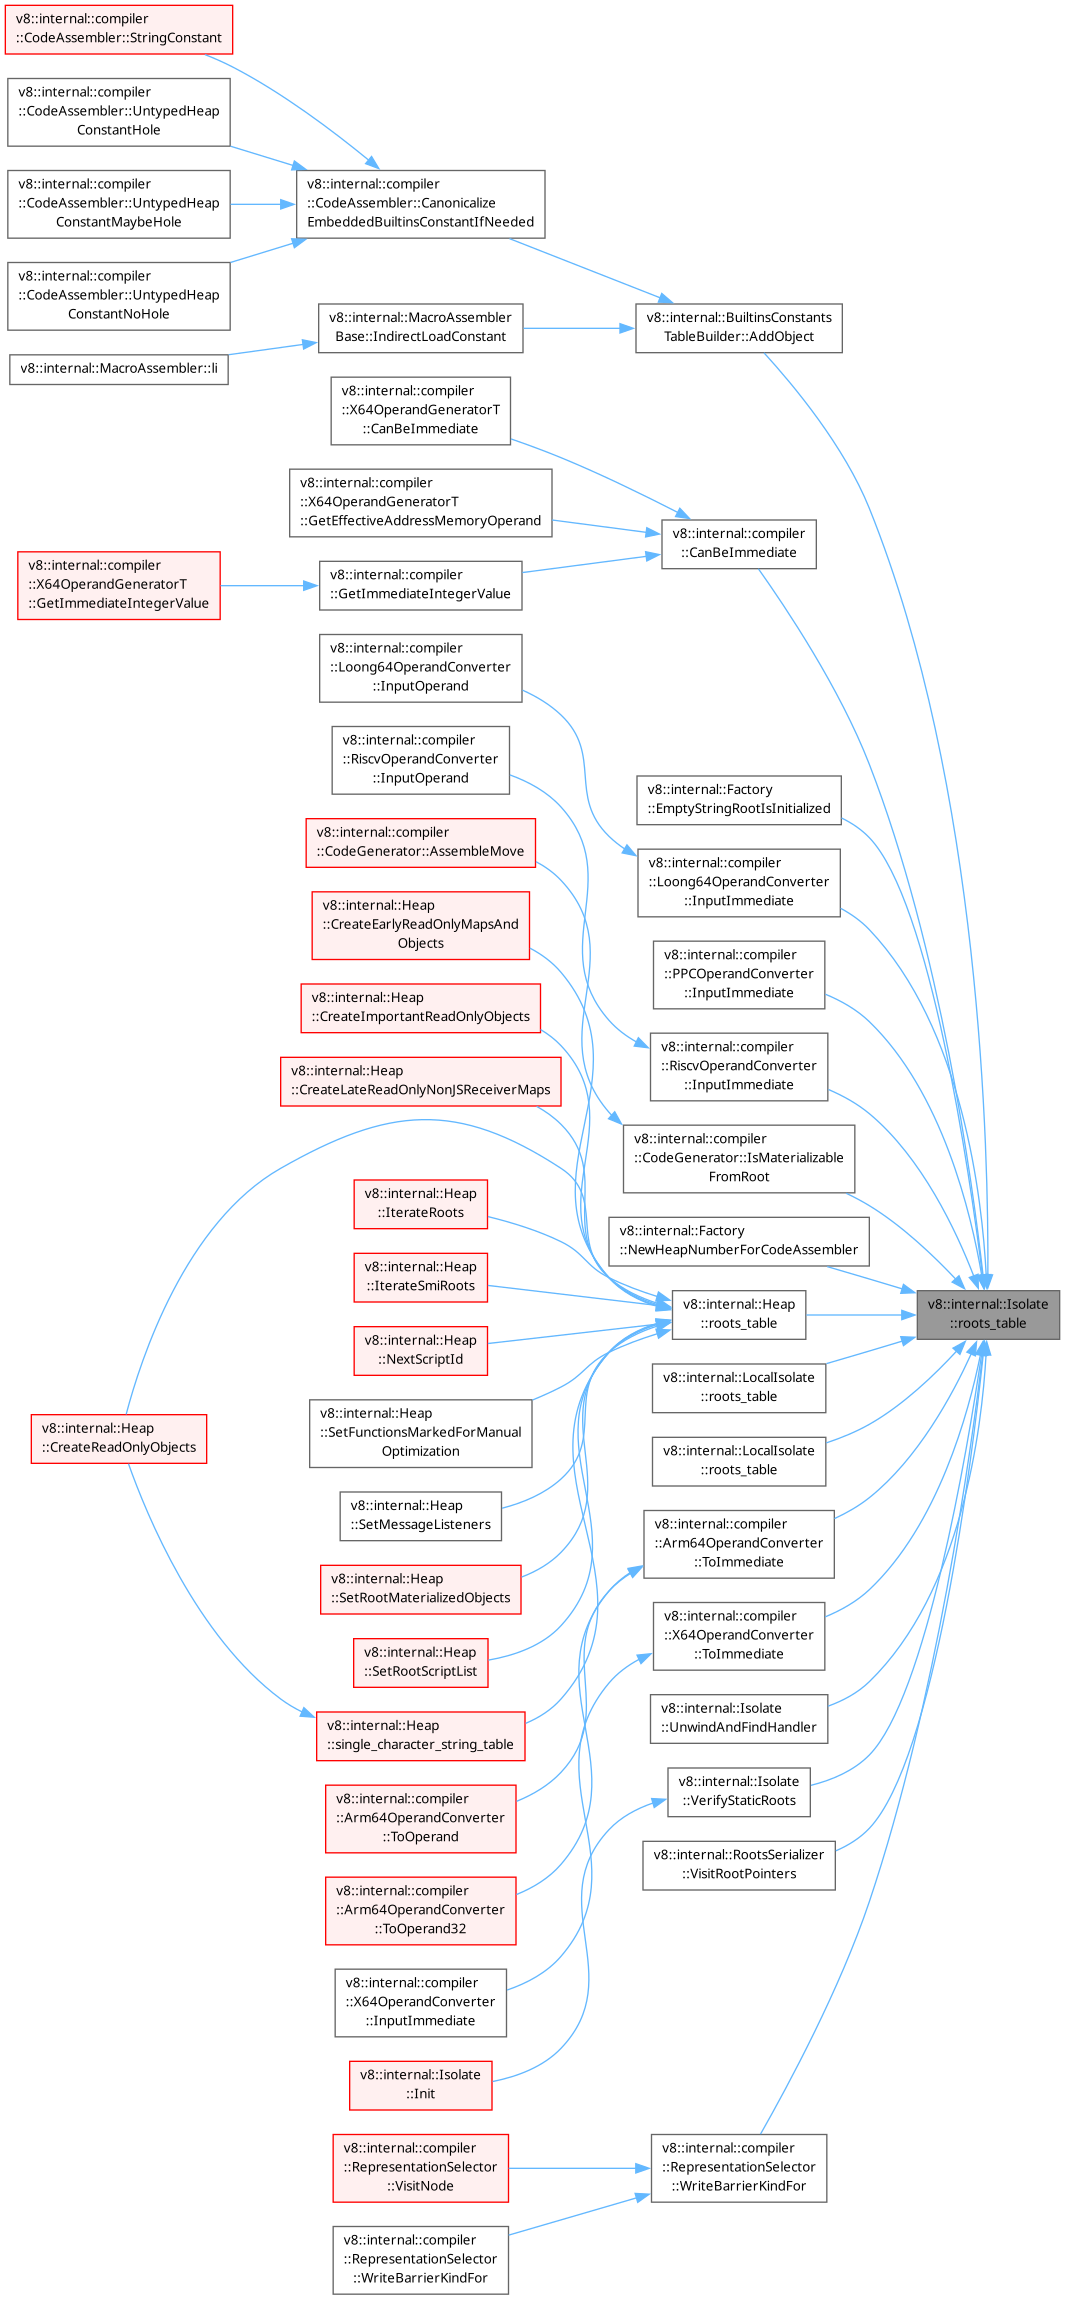 v8::internal::compiler
::CodeAssembler::StringConstant
v8::internal::compiler
::CodeAssembler::UntypedHeap
ConstantHole
v8::internal::compiler
::CodeAssembler::UntypedHeap
ConstantMaybeHole
v8::internal::compiler
::CodeAssembler::UntypedHeap
ConstantNoHole
v8::internal::MacroAssembler::li
v8::internal::compiler
::X64OperandGeneratorT
::GetImmediateIntegerValue
v8::internal::Heap
::CreateReadOnlyObjects
v8::internal::compiler
::CodeAssembler::Canonicalize
EmbeddedBuiltinsConstantIfNeeded
v8::internal::MacroAssembler
Base::IndirectLoadConstant
v8::internal::compiler
::X64OperandGeneratorT
::CanBeImmediate
v8::internal::compiler
::X64OperandGeneratorT
::GetEffectiveAddressMemoryOperand
v8::internal::compiler
::GetImmediateIntegerValue
v8::internal::compiler
::Loong64OperandConverter
::InputOperand
v8::internal::compiler
::RiscvOperandConverter
::InputOperand
v8::internal::compiler
::CodeGenerator::AssembleMove
v8::internal::Heap
::CreateEarlyReadOnlyMapsAnd
Objects
v8::internal::Heap
::CreateImportantReadOnlyObjects
v8::internal::Heap
::CreateLateReadOnlyNonJSReceiverMaps
v8::internal::Heap
::IterateRoots
v8::internal::Heap
::IterateSmiRoots
v8::internal::Heap
::NextScriptId
v8::internal::Heap
::SetFunctionsMarkedForManual
Optimization
v8::internal::Heap
::SetMessageListeners
v8::internal::Heap
::SetRootMaterializedObjects
v8::internal::Heap
::SetRootScriptList
v8::internal::Heap
::single_character_string_table
v8::internal::compiler
::Arm64OperandConverter
::ToOperand
v8::internal::compiler
::Arm64OperandConverter
::ToOperand32
v8::internal::compiler
::X64OperandConverter
::InputImmediate
v8::internal::Isolate
::Init
v8::internal::compiler
::RepresentationSelector
::VisitNode
v8::internal::compiler
::RepresentationSelector
::WriteBarrierKindFor
v8::internal::BuiltinsConstants
TableBuilder::AddObject
v8::internal::compiler
::CanBeImmediate
v8::internal::Factory
::EmptyStringRootIsInitialized
v8::internal::compiler
::Loong64OperandConverter
::InputImmediate
v8::internal::compiler
::PPCOperandConverter
::InputImmediate
v8::internal::compiler
::RiscvOperandConverter
::InputImmediate
v8::internal::compiler
::CodeGenerator::IsMaterializable
FromRoot
v8::internal::Factory
::NewHeapNumberForCodeAssembler
v8::internal::Heap
::roots_table
v8::internal::LocalIsolate
::roots_table
v8::internal::LocalIsolate
::roots_table
v8::internal::compiler
::Arm64OperandConverter
::ToImmediate
v8::internal::compiler
::X64OperandConverter
::ToImmediate
v8::internal::Isolate
::UnwindAndFindHandler
v8::internal::Isolate
::VerifyStaticRoots
v8::internal::RootsSerializer
::VisitRootPointers
v8::internal::compiler
::RepresentationSelector
::WriteBarrierKindFor
v8::internal::Isolate
::roots_table